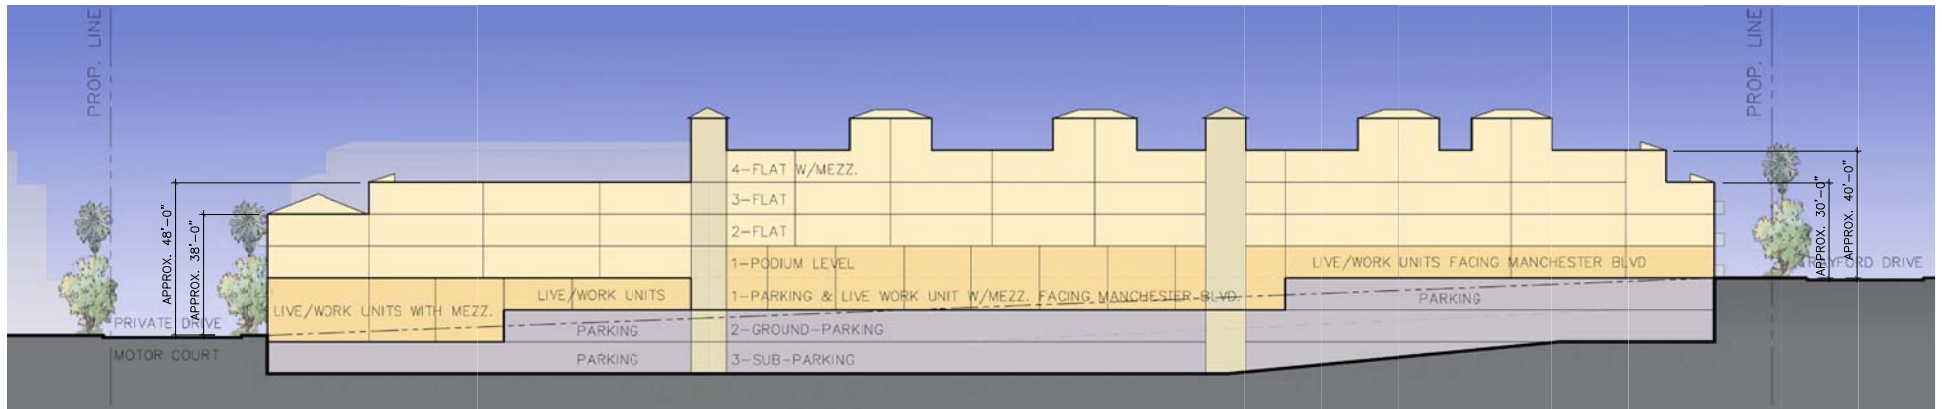 PROP. LINE
PROP. LINE
4-FLAT W/MEZZ.
3-FLAT
2-FLAT
1-PODIUM LEVEL
LIVE/WORK UNITS FACING MANCHESTER BLVD
LIVE/WORK UNITS
1-PARKING & LIVE WORK UNIT W/MEZZ. FACING MANCHESTER BLVD.
PARKING
LIVE/WORK UNITS WITH MEZZ.
PARKING
2-GROUND-PARKING
PARKING
3-SUB-PARKING
APPROX. 48'-0"
APPROX. 38'-0"
PRIVATE DRIVE
MOTOR COURT
APPROX. 30'-0"
APPROX. 40'-0"
DRIVE